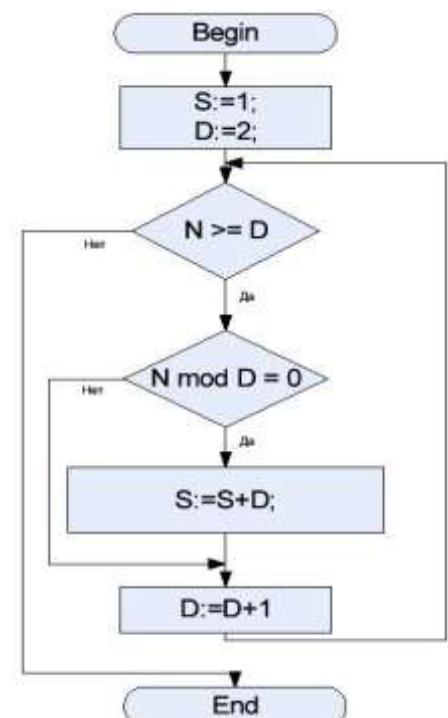 Begin
S:=1;
D:=2;
N >= D
Нет
Да
N mod D = 0
Нет
Да
S:=S+D;
D:=D+1
End